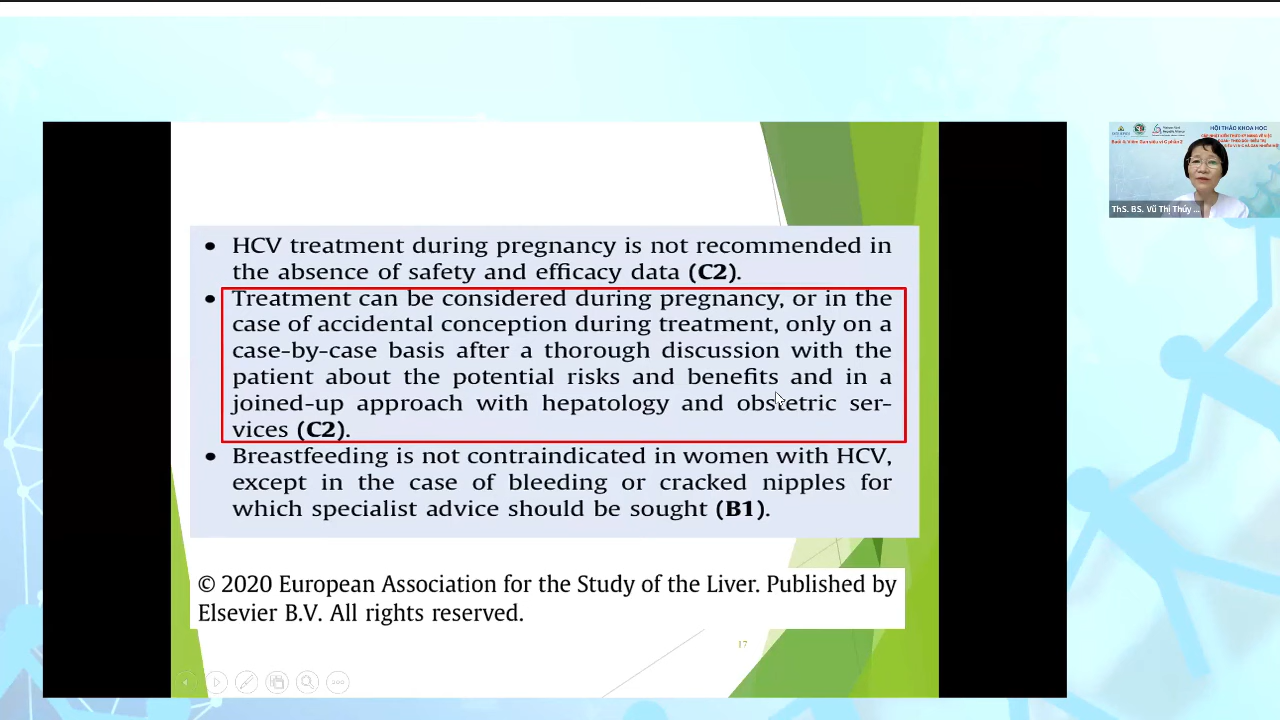 • HCV treatment during pregnancy is not recommended in
the absence of safety and efficacy data (C2).
• Treatment can be considered during pregnancy, or in the
case of accidental conception during treatment, only on a
case-by-case basis after a thorough discussion with the
patient about the potential risks and benefits and in a
joined-up approach with hepatology and obstetric ser-
vices (C2).
• Breastfeeding is not contraindicated in women with HCV,
except in the case of bleeding or cracked nipples for
which specialist advice should be sought (B1).
© 2020 European Association for the Study of the Liver. Published by
Elsevier B.V. All rights reserved.
17
HỘI THẢO KHOA HỌC
ThS. BS. Vũ Thị Thúy ...